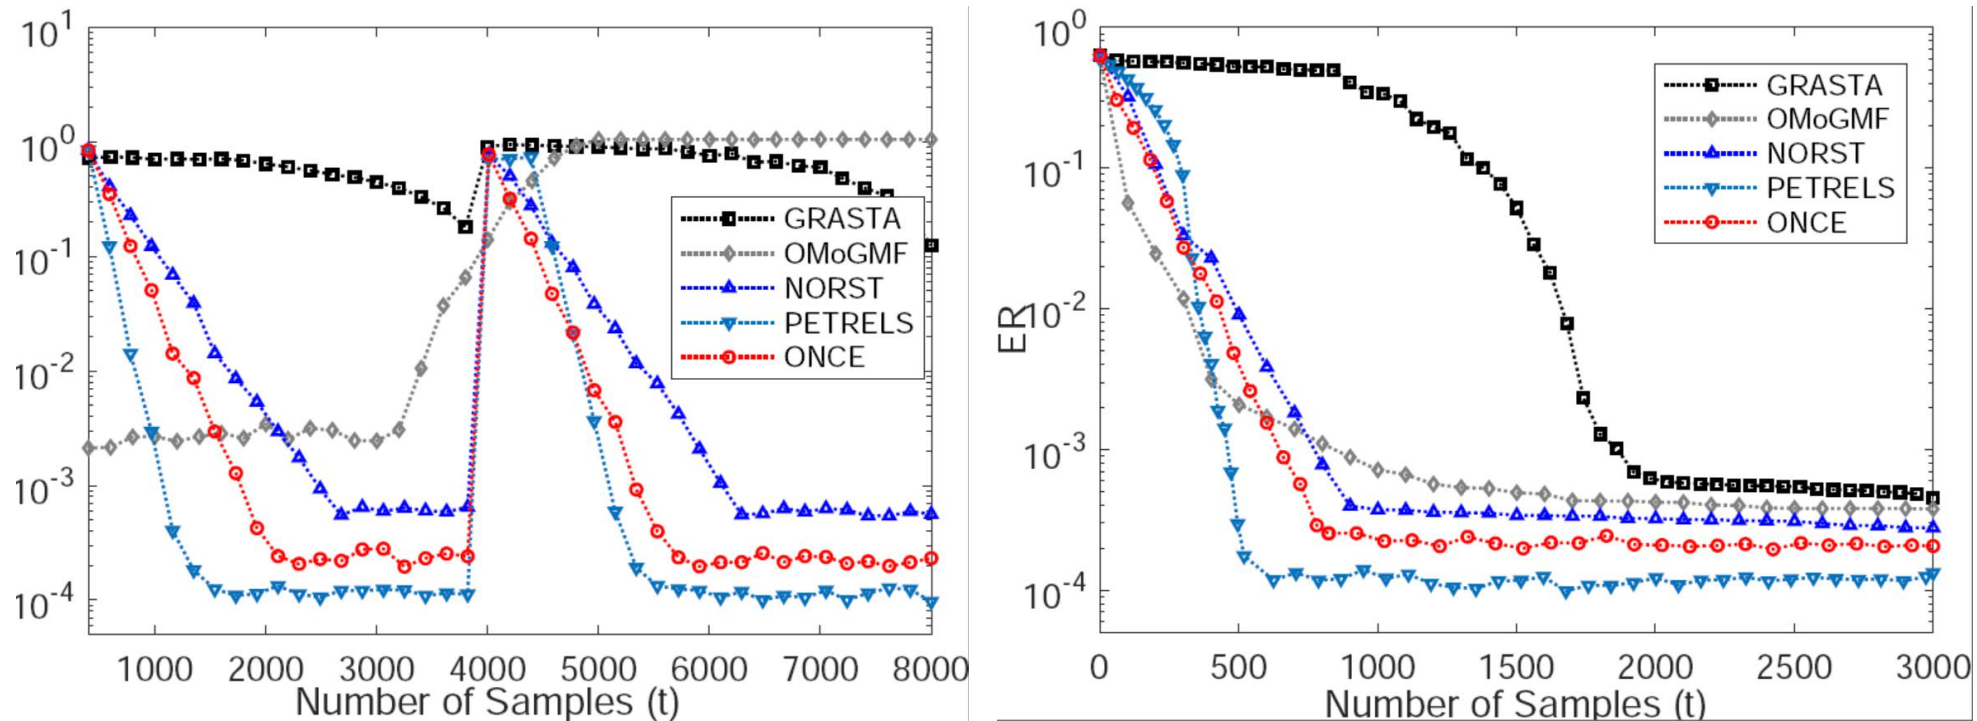 10^1
10^0
10^-1
10^-2
10^-3
10^-4
GRASTA
OMoGMF
NORST
PETRELS
ONCE
1000 2000 3000 4000 5000 6000 7000 8000
Number of Samples (t)
10^0
10^-1
10^-2
10^-3
10^-4
ER
GRASTA
OMoGMF
NORST
PETRELS
ONCE
0 500 1000 1500 2000 2500 3000
Number of Samples (t)